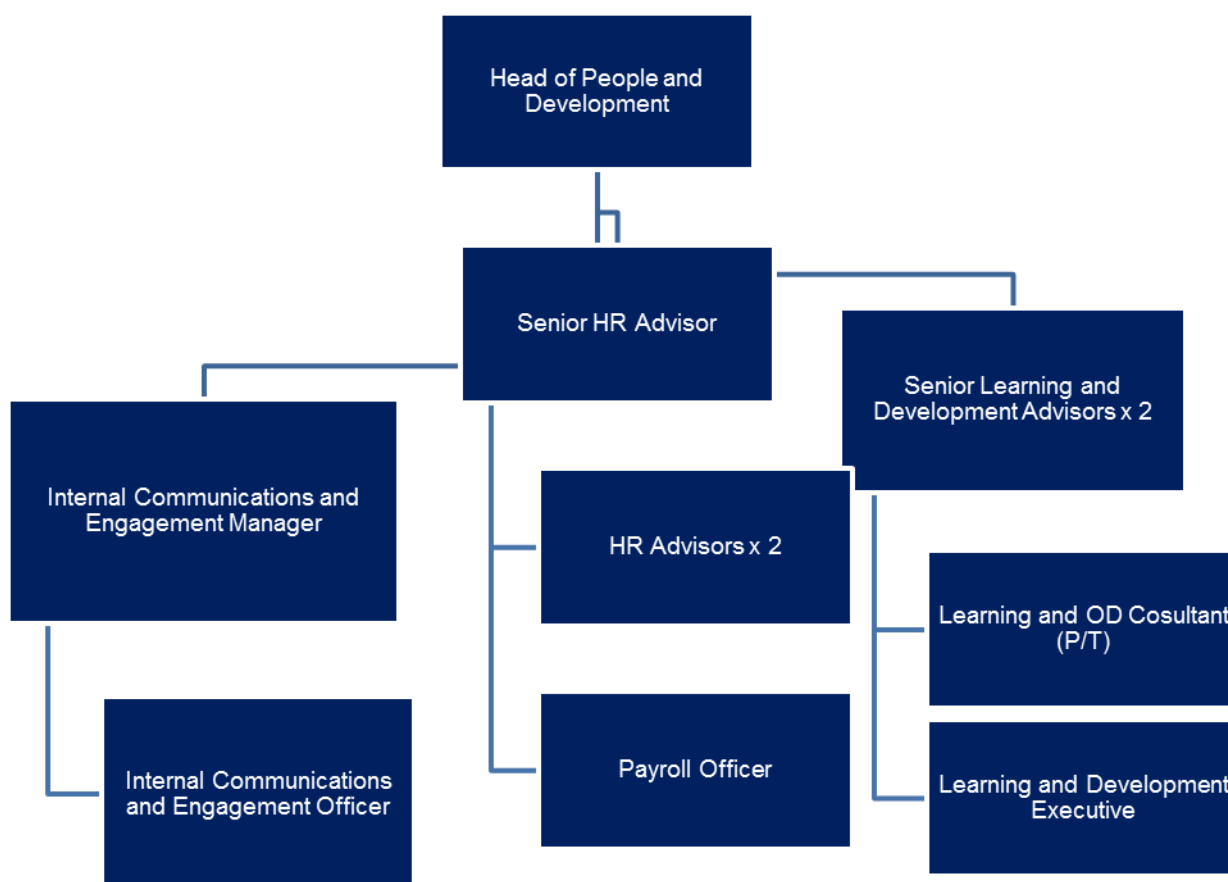 Head of People and
Development
Senior HR Advisor
Senior Learning and
Development Advisors x 2
Internal Communications and
Engagement Manager
HR Advisors x 2
Learning and OD Cosultant
(P/T)
Internal Communications
and Engagement Officer
Payroll Officer
Learning and Development
Executive